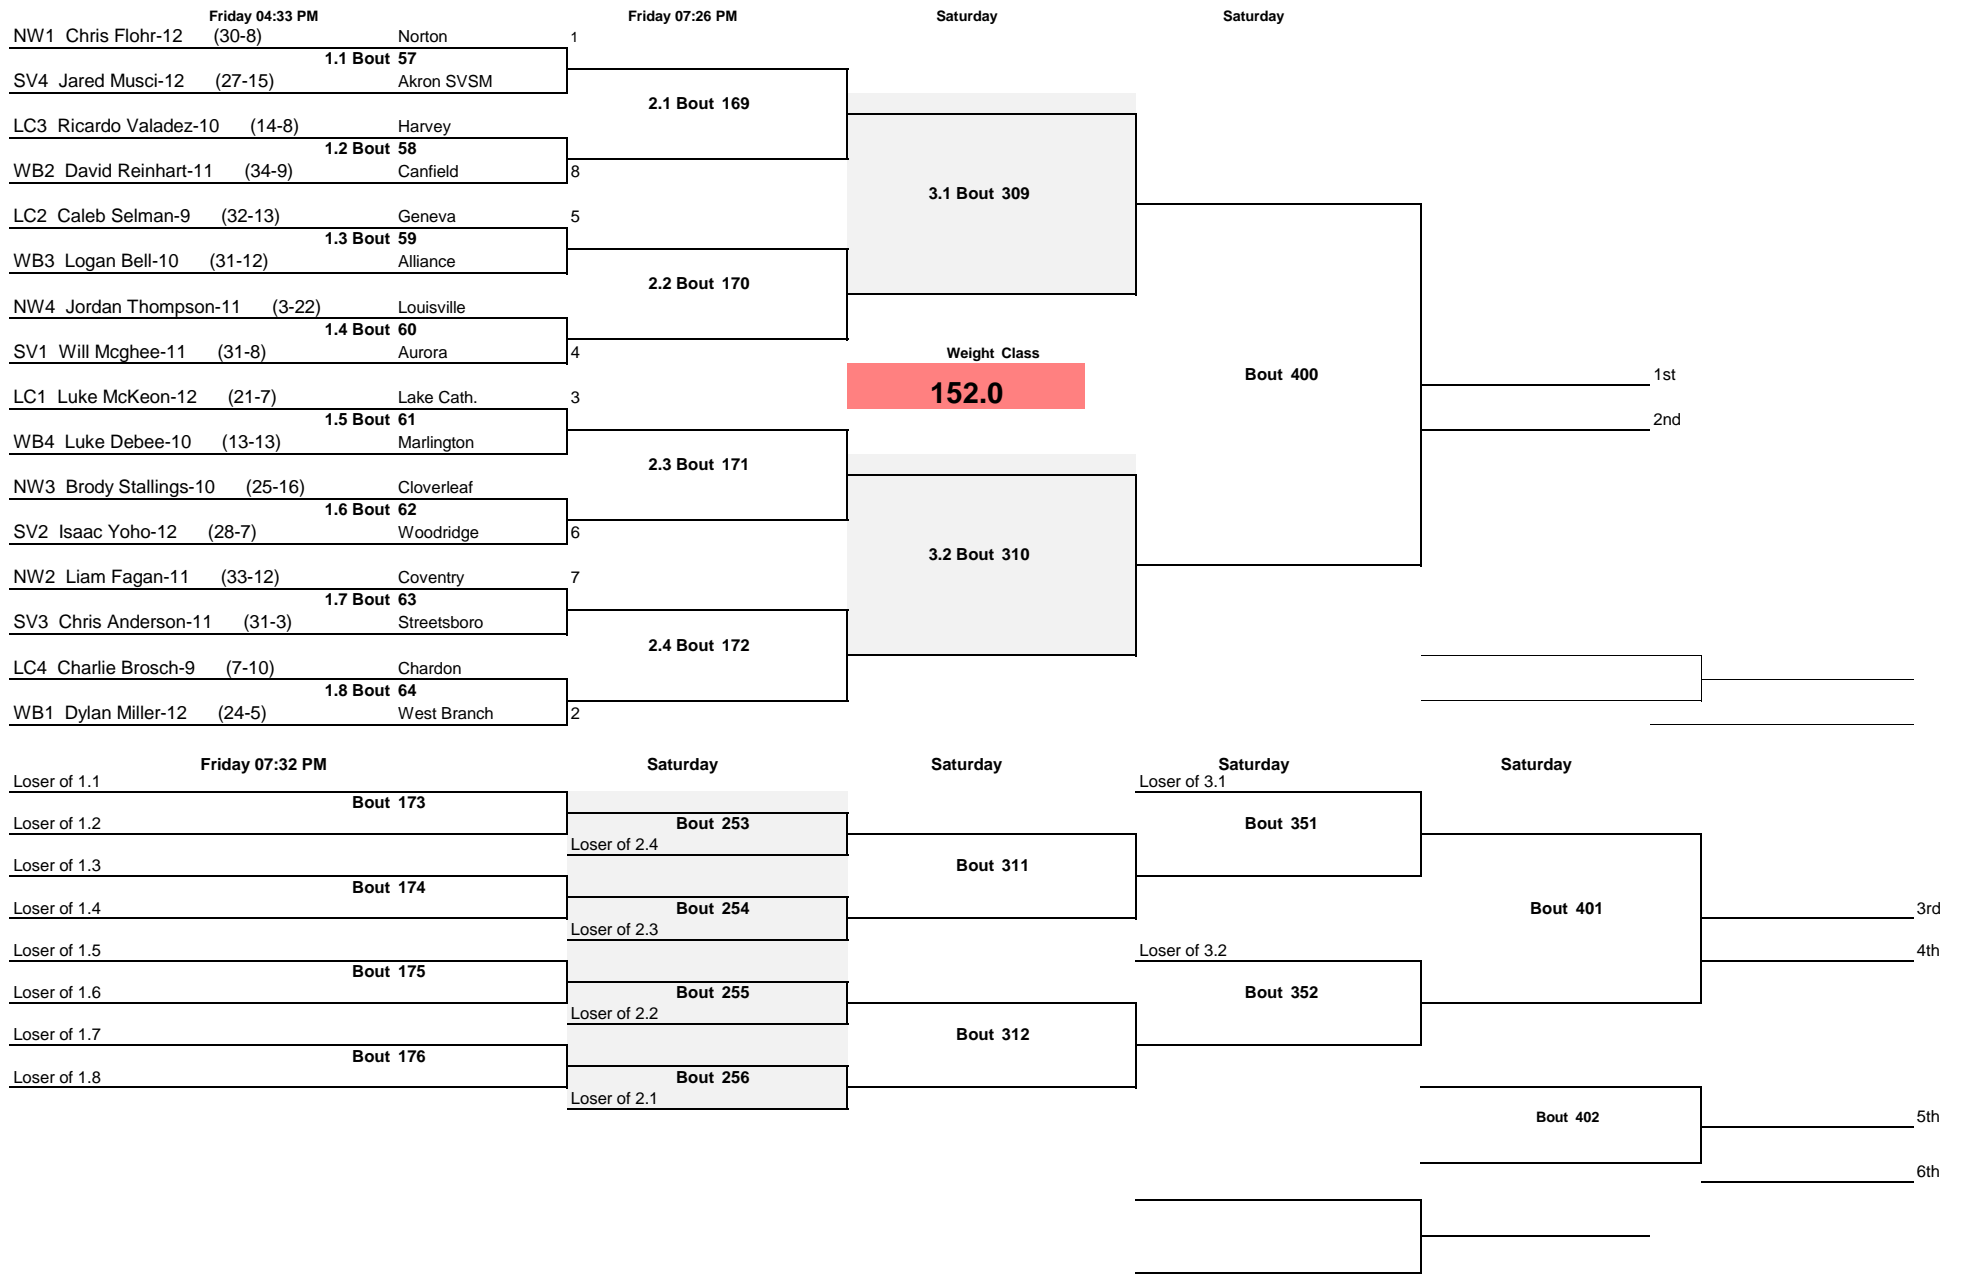 Friday 04:33 PM Friday 07:26 PM Saturday Saturday
NW1 Chris Flohr-12 (30-8) Norton 1
1.1 Bout 57
SV4 Jared Musci-12 (27-15) Akron SVSM
2.1 Bout 169
LC3 Ricardo Valadez-10 (14-8) Harvey
1.2 Bout 58
WB2 David Reinhart-11 (34-9) Canfield 8
3.1 Bout 309
LC2 Caleb Selman-9 (32-13) Geneva 5
1.3 Bout 59
WB3 Logan Bell-10 (31-12) Alliance
2.2 Bout 170
NW4 Jordan Thompson-11 (3-22) Louisville
1.4 Bout 60
SV1 Will Mcghee-11 (31-8) Aurora 4 Weight Class
Bout 400 1st
LC1 Luke McKeon-12 (21-7) Lake Cath. 3 152.0
1.5 Bout 61 2nd
WB4 Luke Debee-10 (13-13) Marlington
2.3 Bout 171
NW3 Brody Stallings-10 (25-16) Cloverleaf
1.6 Bout 62
SV2 Isaac Yoho-12 (28-7) Woodridge 6
3.2 Bout 310
NW2 Liam Fagan-11 (33-12) Coventry 7
1.7 Bout 63
SV3 Chris Anderson-11 (31-3) Streetsboro
2.4 Bout 172
LC4 Charlie Brosch-9 (7-10) Chardon
1.8 Bout 64
WB1 Dylan Miller-12 (24-5) West Branch 2
Friday 07:32 PM Saturday Saturday Saturday Saturday
Loser of 1.1 Loser of 3.1
Bout 173
Loser of 1.2 Bout 253 Bout 351
Loser of 2.4
Loser of 1.3 Bout 311
Bout 174
Loser of 1.4 Bout 254 Bout 401 3rd
Loser of 2.3
Loser of 1.5 Loser of 3.2 4th
Bout 175
Loser of 1.6 Bout 255 Bout 352
Loser of 2.2
Loser of 1.7 Bout 312
Bout 176
Loser of 1.8 Bout 256
Loser of 2.1
Bout 402 5th
6th